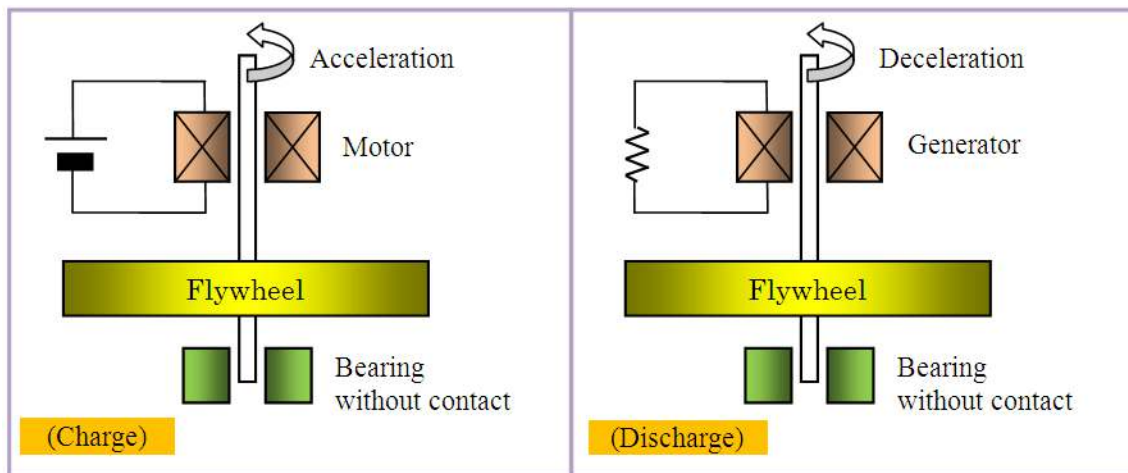 Acceleration
Motor
Flywheel
Bearing
without contact
(Charge)
Deceleration
Generator
Flywheel
Bearing
without contact
(Discharge)